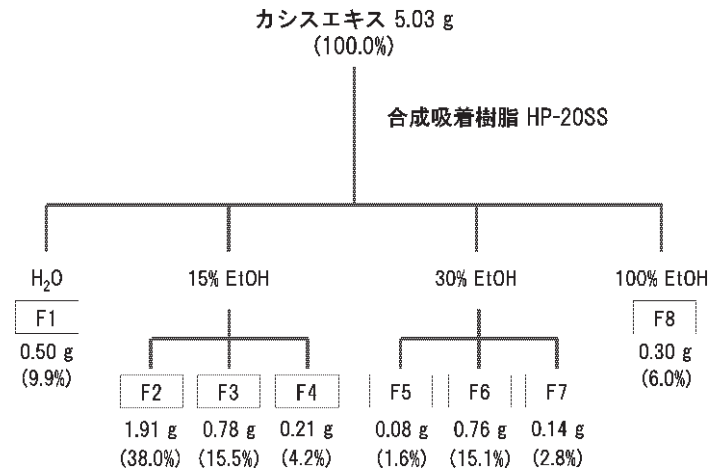 カシスエキス 5.03 g
(100.0%)
合成吸着樹脂 HP-20SS
H₂O
15% EtOH
30% EtOH
100% EtOH
F1
F8
0.50 g
0.30 g
(9.9%)
(6.0%)
F2
F3
F4
F5
F6
F7
1.91 g
0.78 g
0.21 g
0.08 g
0.76 g
0.14 g
(38.0%)
(15.5%)
(4.2%)
(1.6%)
(15.1%)
(2.8%)